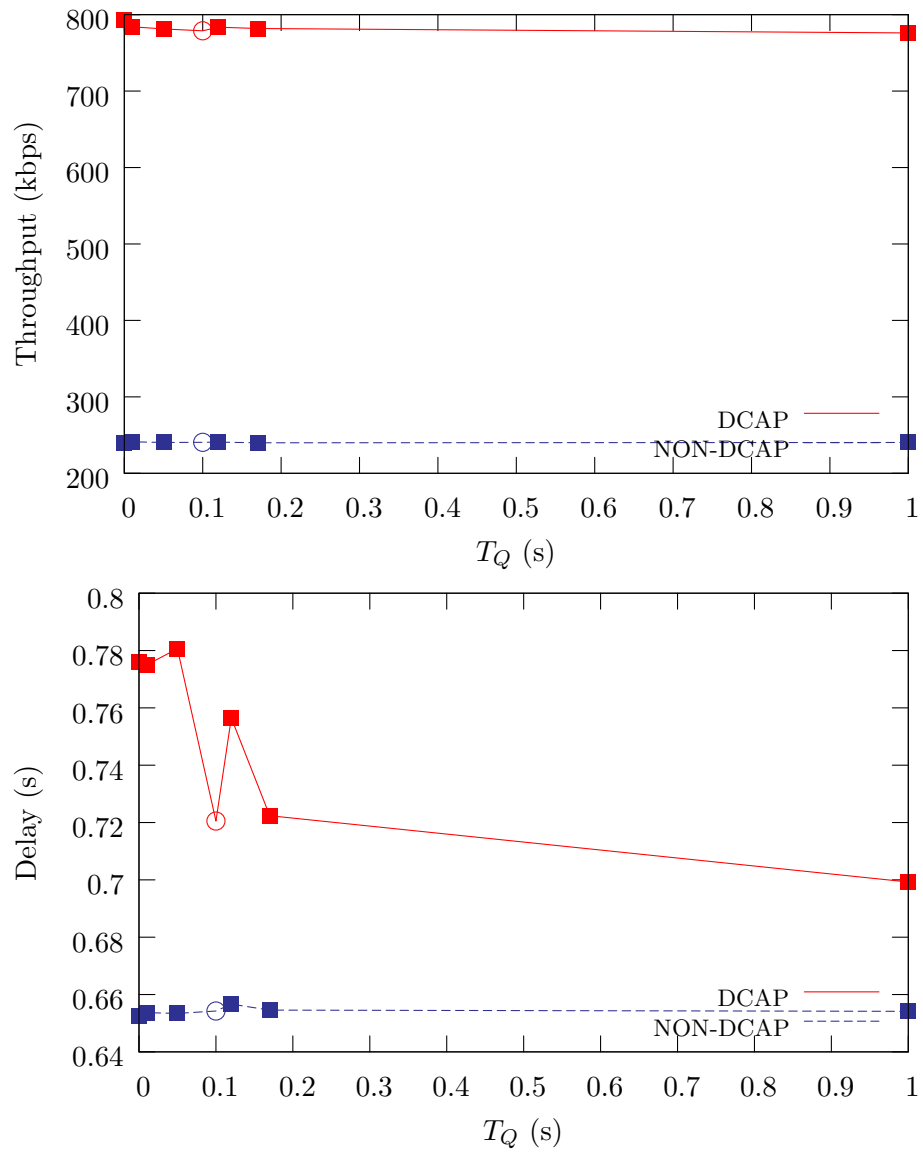 800
700
600
500
400
300
200
Throughput (kbps)
DCAP
NON-DCAP
0 0.1 0.2 0.3 0.4 0.5 0.6 0.7 0.8 0.9 1
T_Q (s)
0.8
0.78
0.76
0.74
0.72
0.7
0.68
0.66
0.64
Delay (s)
DCAP
NON-DCAP
0 0.1 0.2 0.3 0.4 0.5 0.6 0.7 0.8 0.9 1
T_Q (s)